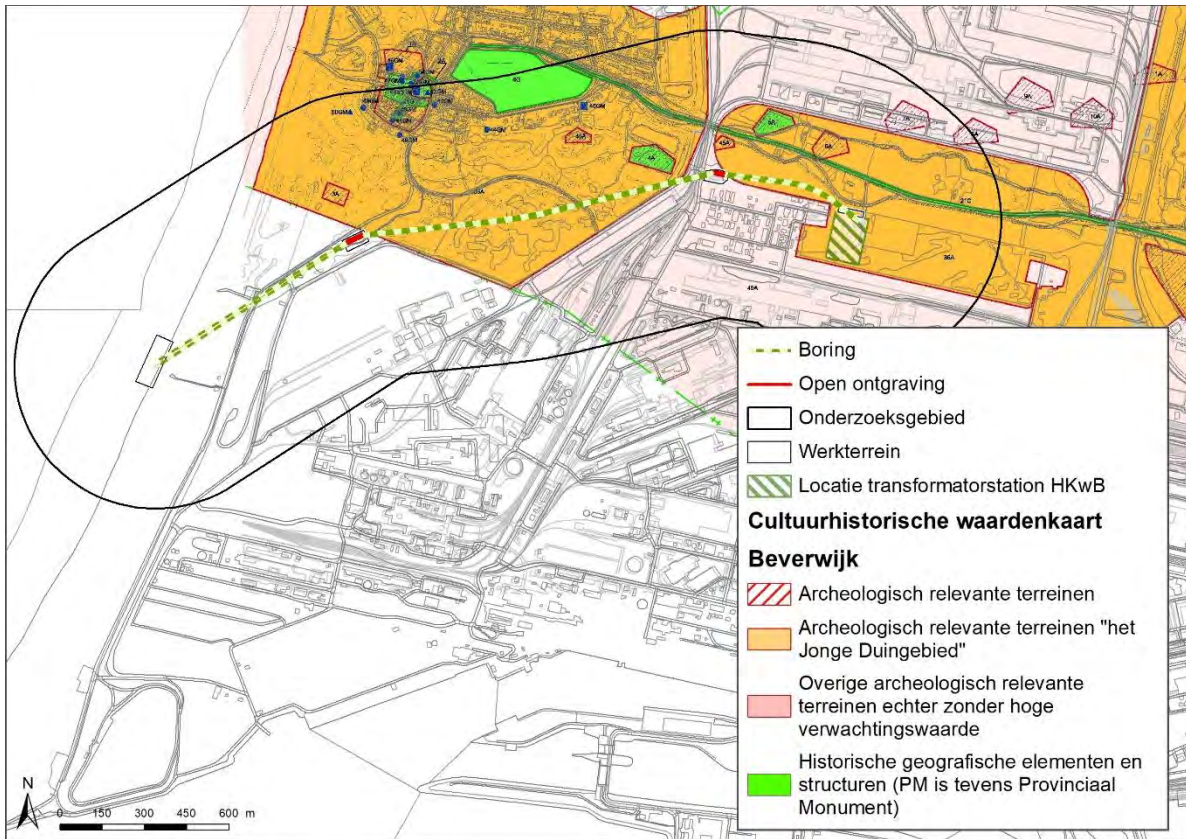 Boring
Open ontgraving
Onderzoeksgebied
Werkterrein
Locatie transformatorstation HKwB
Cultuurhistorische waardenkaart
Beverwijk
Archeologisch relevante terreinen
Archeologisch relevante terreinen "het
Jonge Duingebied"
Overige archeologisch relevante
terreinen echter zonder hoge
verwachtingswaarde
Historische geografische elementen en
structuren (PM is tevens Provinciaal
Monument)
N
0 150 300 450 600 m